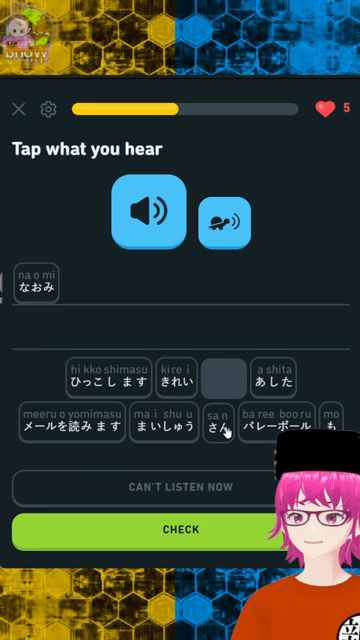 5
Tap what you hear
na o mi
なおみ
hi kko shimasu kire i a shita
ひっこし ま す きれい あ し た
meeru o yomimasu ma i shu u sa n ba ree boo ru mo
メールを読み ま す ま いしゅう さん バレーボール も
CAN'T LISTEN NOW
CHECK